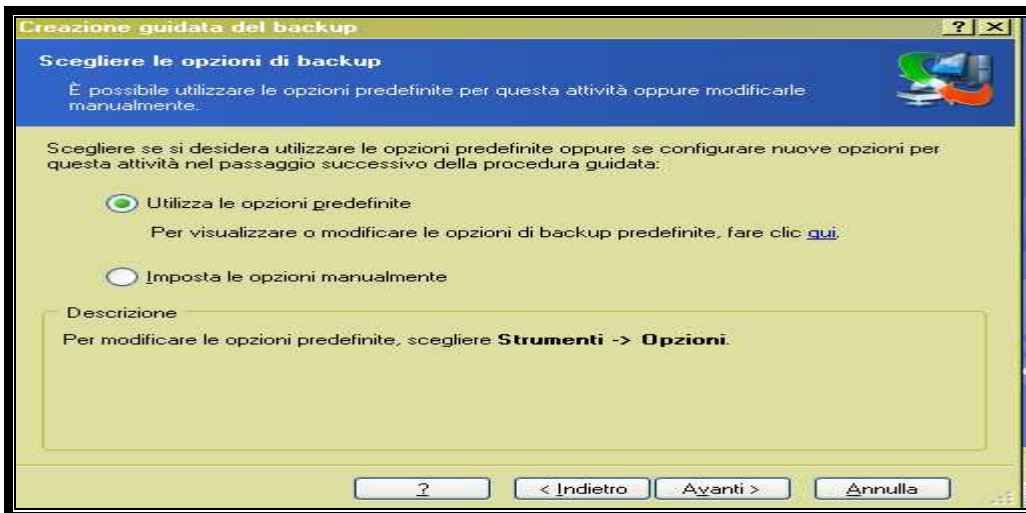 Creazione guidata del backup
? ×
Scegliere le opzioni di backup
È possibile utilizzare le opzioni predefinite per questa attività oppure modificarle
manualmente.
Scegliere se si desidera utilizzare le opzioni predefinite oppure se configurare nuove opzioni per
questa attività nel passaggio successivo della procedura guidata:
Utilizza le opzioni predefinite
Per visualizzare o modificare le opzioni di backup predefinite, fare clic qui.
Imposta le opzioni manualmente
Descrizione
Per modificare le opzioni predefinite, scegliere Strumenti -> Opzioni.
? < Indietro Avanti > Annulla